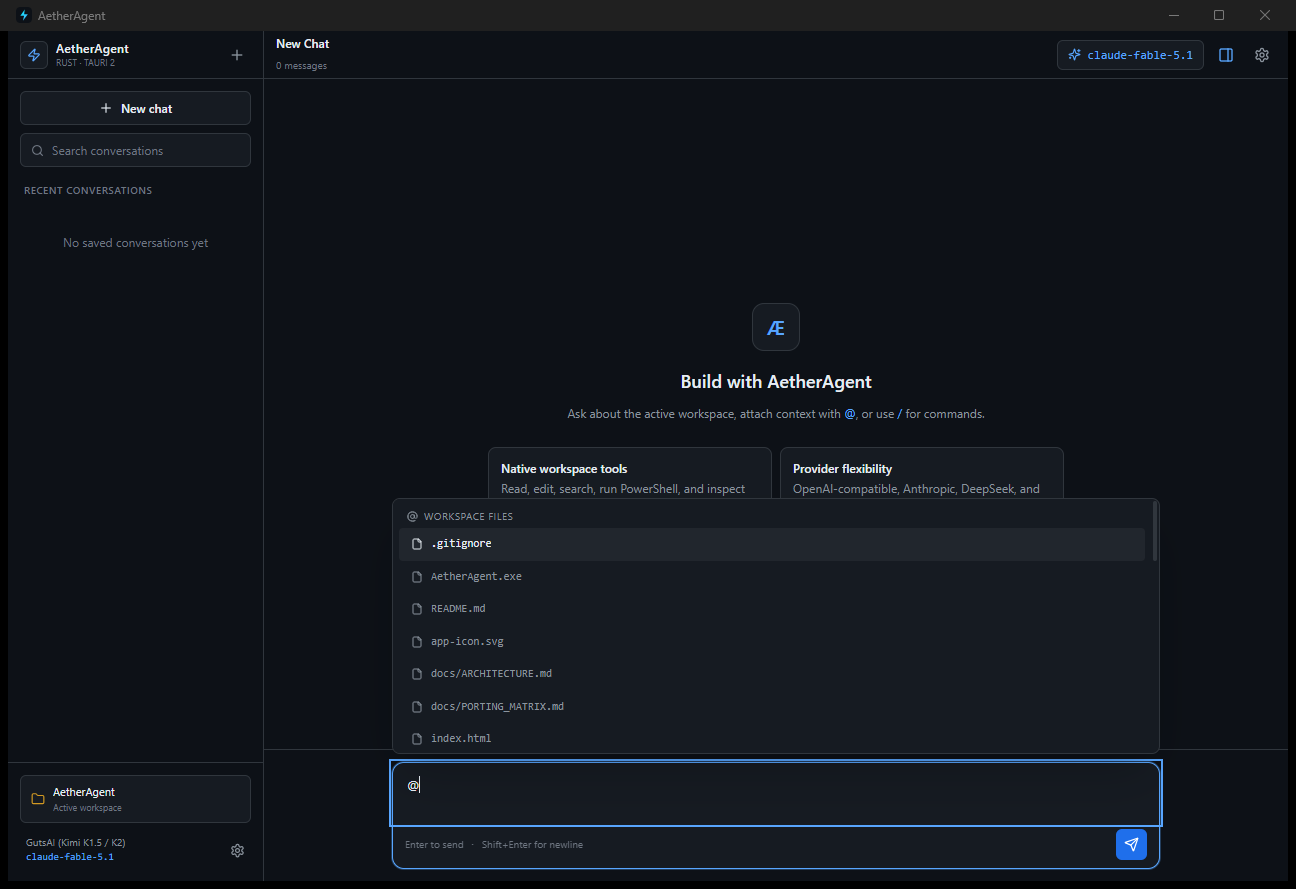 AetherAgent
AetherAgent
RUST · TAURI 2
New chat
Search conversations
RECENT CONVERSATIONS
No saved conversations yet
AetherAgent
Active workspace
GutsAI (Kimi K1.5 / K2)
claude-fable-5.1
New Chat
0 messages
claude-fable-5.1
Æ
Build with AetherAgent
Ask about the active workspace, attach context with @, or use / for commands.
Native workspace tools
Read, edit, search, run PowerShell, and inspect
Provider flexibility
OpenAI-compatible, Anthropic, DeepSeek, and
@ WORKSPACE FILES
.gitignore
AetherAgent.exe
README.md
app-icon.svg
docs/ARCHITECTURE.md
docs/PORTING_MATRIX.md
index.html
@
Enter to send · Shift+Enter for newline